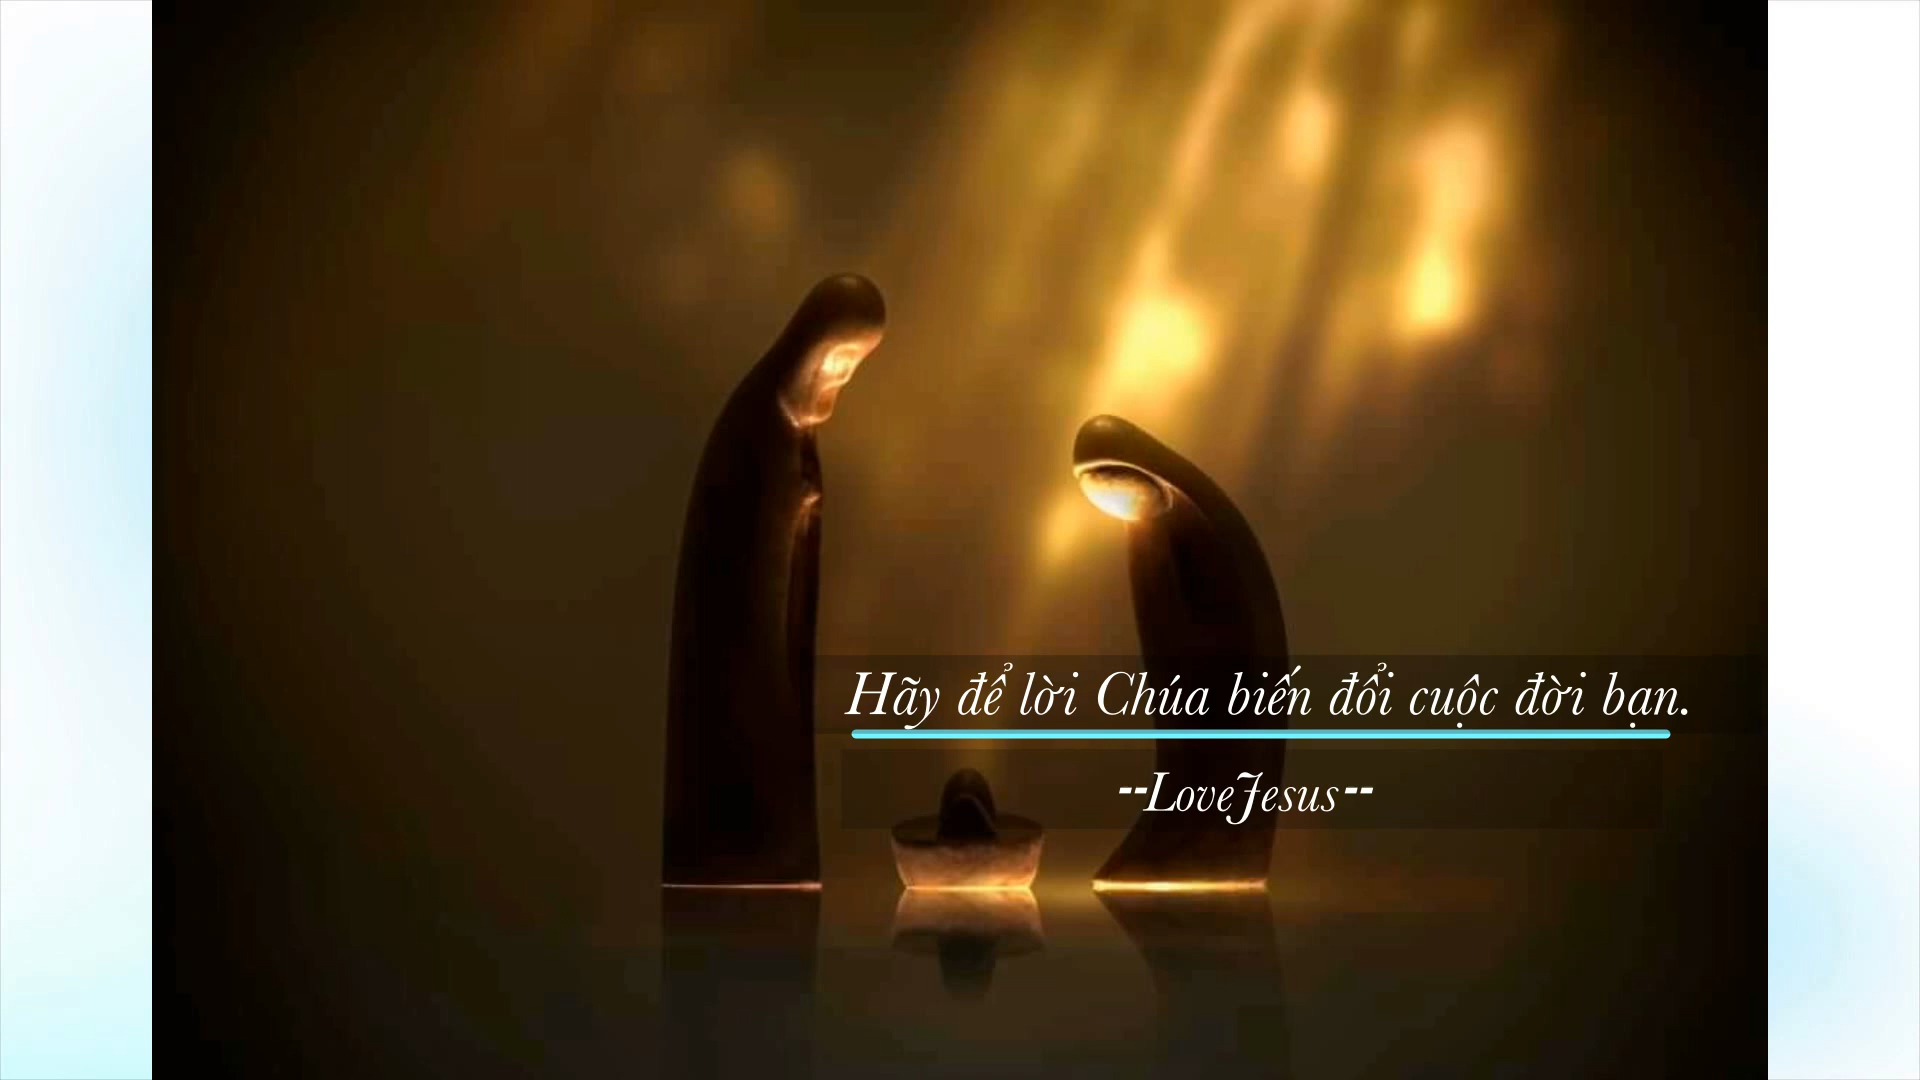 Hãy để lời Chúa biến đổi cuộc đời bạn.
--LoveJesus--